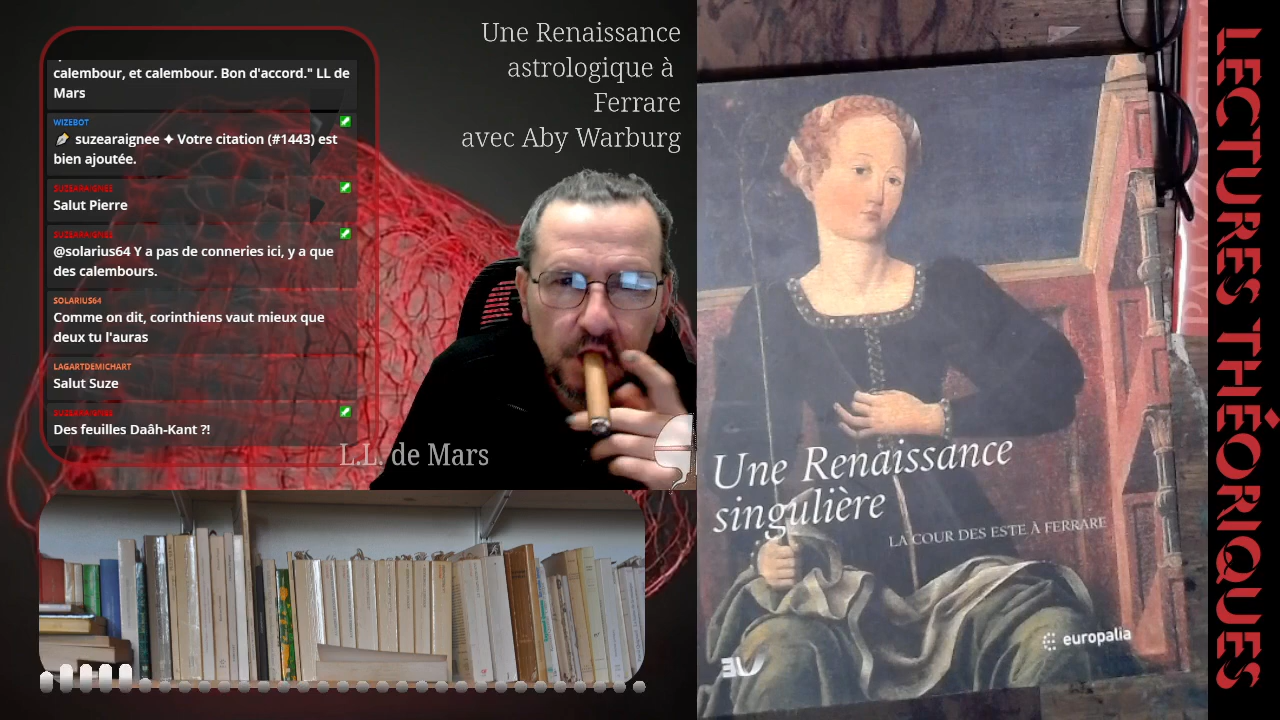 calembour, et calembour. Bon d'accord." LL de
Mars
WIZEBOT
suzearaignee ✦ Votre citation (#1443) est
bien ajoutée.
SUZEARAIGNEE
Salut Pierre
SUZEARAIGNEE
@solarius64 Y a pas de conneries ici, y a que
des calembours.
SOLARIUS64
Comme on dit, corinthiens vaut mieux que
deux tu l'auras
LAGARTDEMICHART
Salut Suze
SUZEARAIGNEE
Des feuilles Daâh-Kant ?!
Une Renaissance
astrologique à
Ferrare
avec Aby Warburg
L.L. de Mars
Une Renaissance
singulière
LA COUR DES ESTE À FERRARE
europalia
LECTURES THÉORIQUES